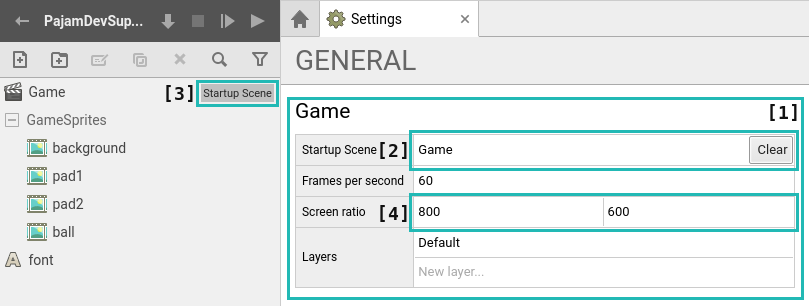 PajamDevSup...
Settings
GENERAL
Game [3] Startup Scene
GameSprites
background
pad1
pad2
ball
font
Game [1]
Startup Scene [2] Game Clear
Frames per second 60
Screen ratio [4] 800 600
Layers Default
New layer...